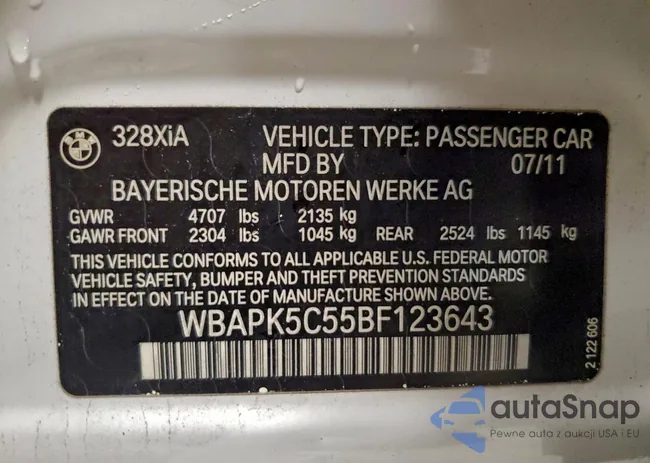 BMW
328XiA VEHICLE TYPE: PASSENGER CAR
MFD BY 07/11
BAYERISCHE MOTOREN WERKE AG
GVWR 4707 lbs 2135 kg
GAWR FRONT 2304 lbs 1045 kg REAR 2524 lbs 1145 kg
THIS VEHICLE CONFORMS TO ALL APPLICABLE U.S. FEDERAL MOTOR
VEHICLE SAFETY, BUMPER AND THEFT PREVENTION STANDARDS
IN EFFECT ON THE DATE OF MANUFACTURE SHOWN ABOVE.
WBAPK5C55BF123643
2 122 606
autaSnap
Pewne auta z aukcji USA i EU